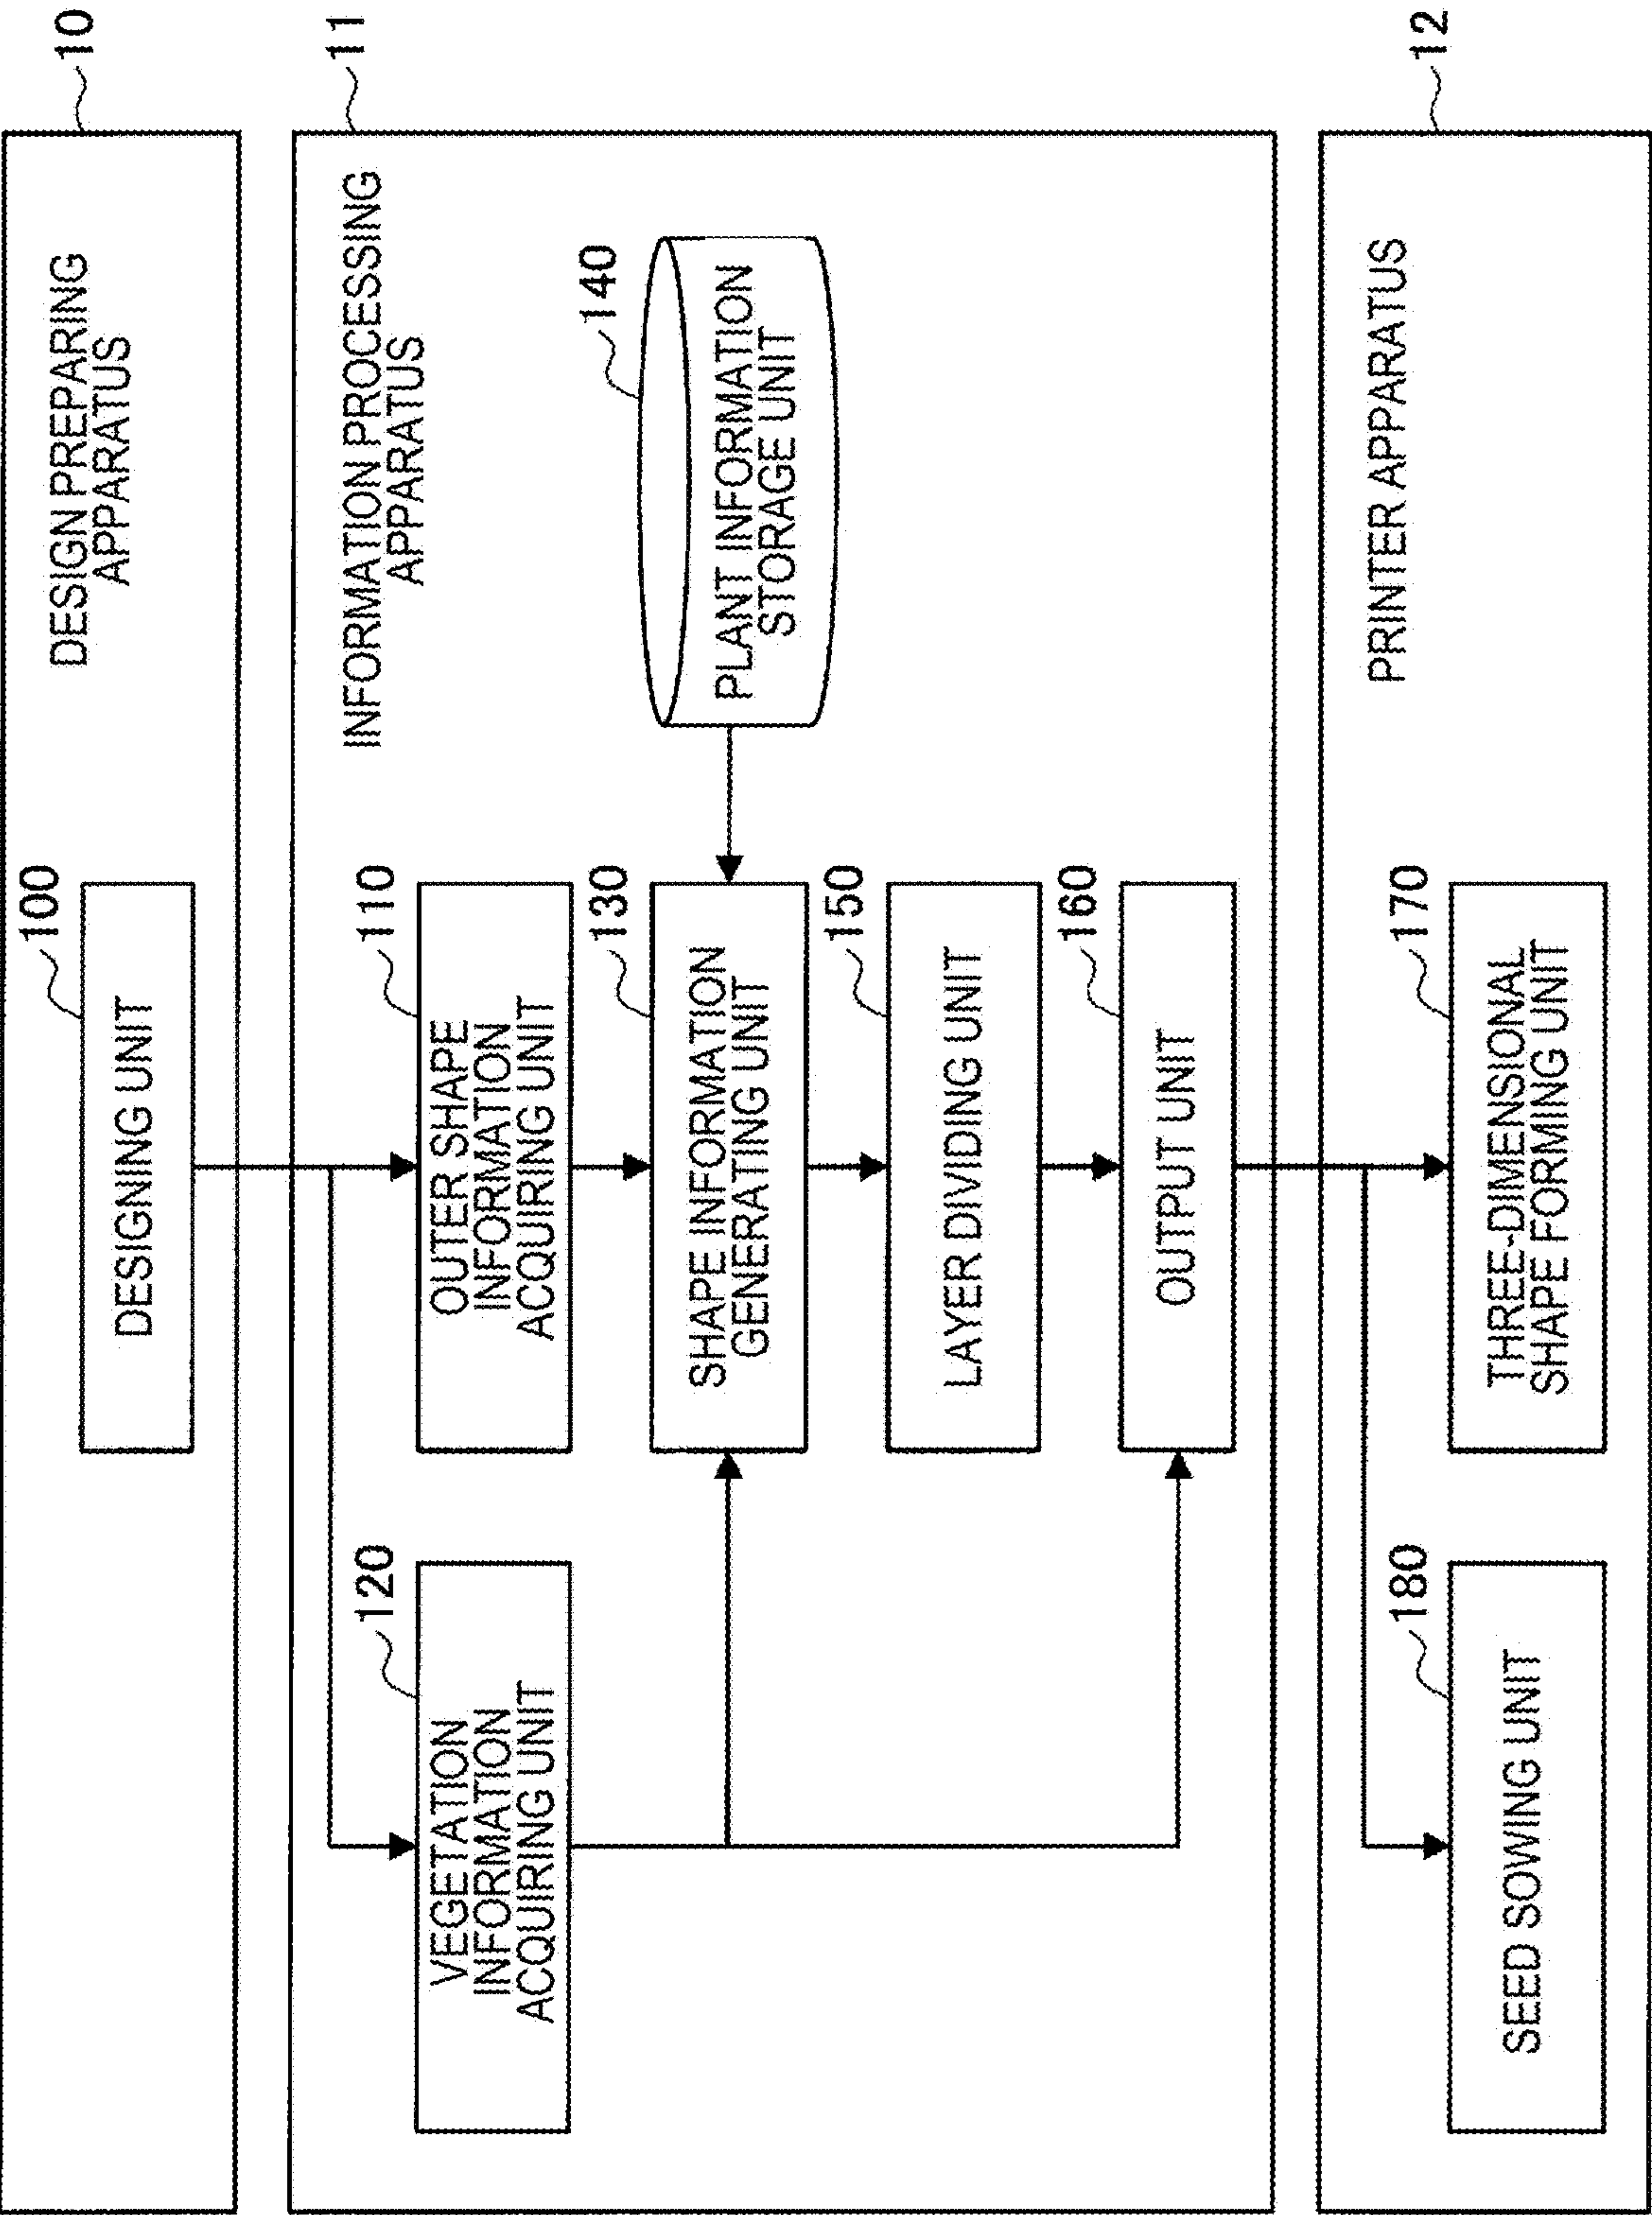 10
DESIGN PREPARING
APPARATUS
100
DESIGNING UNIT
11
INFORMATION PROCESSING
APPARATUS
120
VEGETATION
INFORMATION
ACQUIRING UNIT
110
OUTER SHAPE
INFORMATION
ACQUIRING UNIT
130
SHAPE INFORMATION
GENERATING UNIT
140
PLANT INFORMATION
STORAGE UNIT
150
LAYER DIVIDING UNIT
160
OUTPUT UNIT
12
PRINTER APPARATUS
180
SEED SOWING UNIT
170
THREE-DIMENSIONAL
SHAPE FORMING UNIT